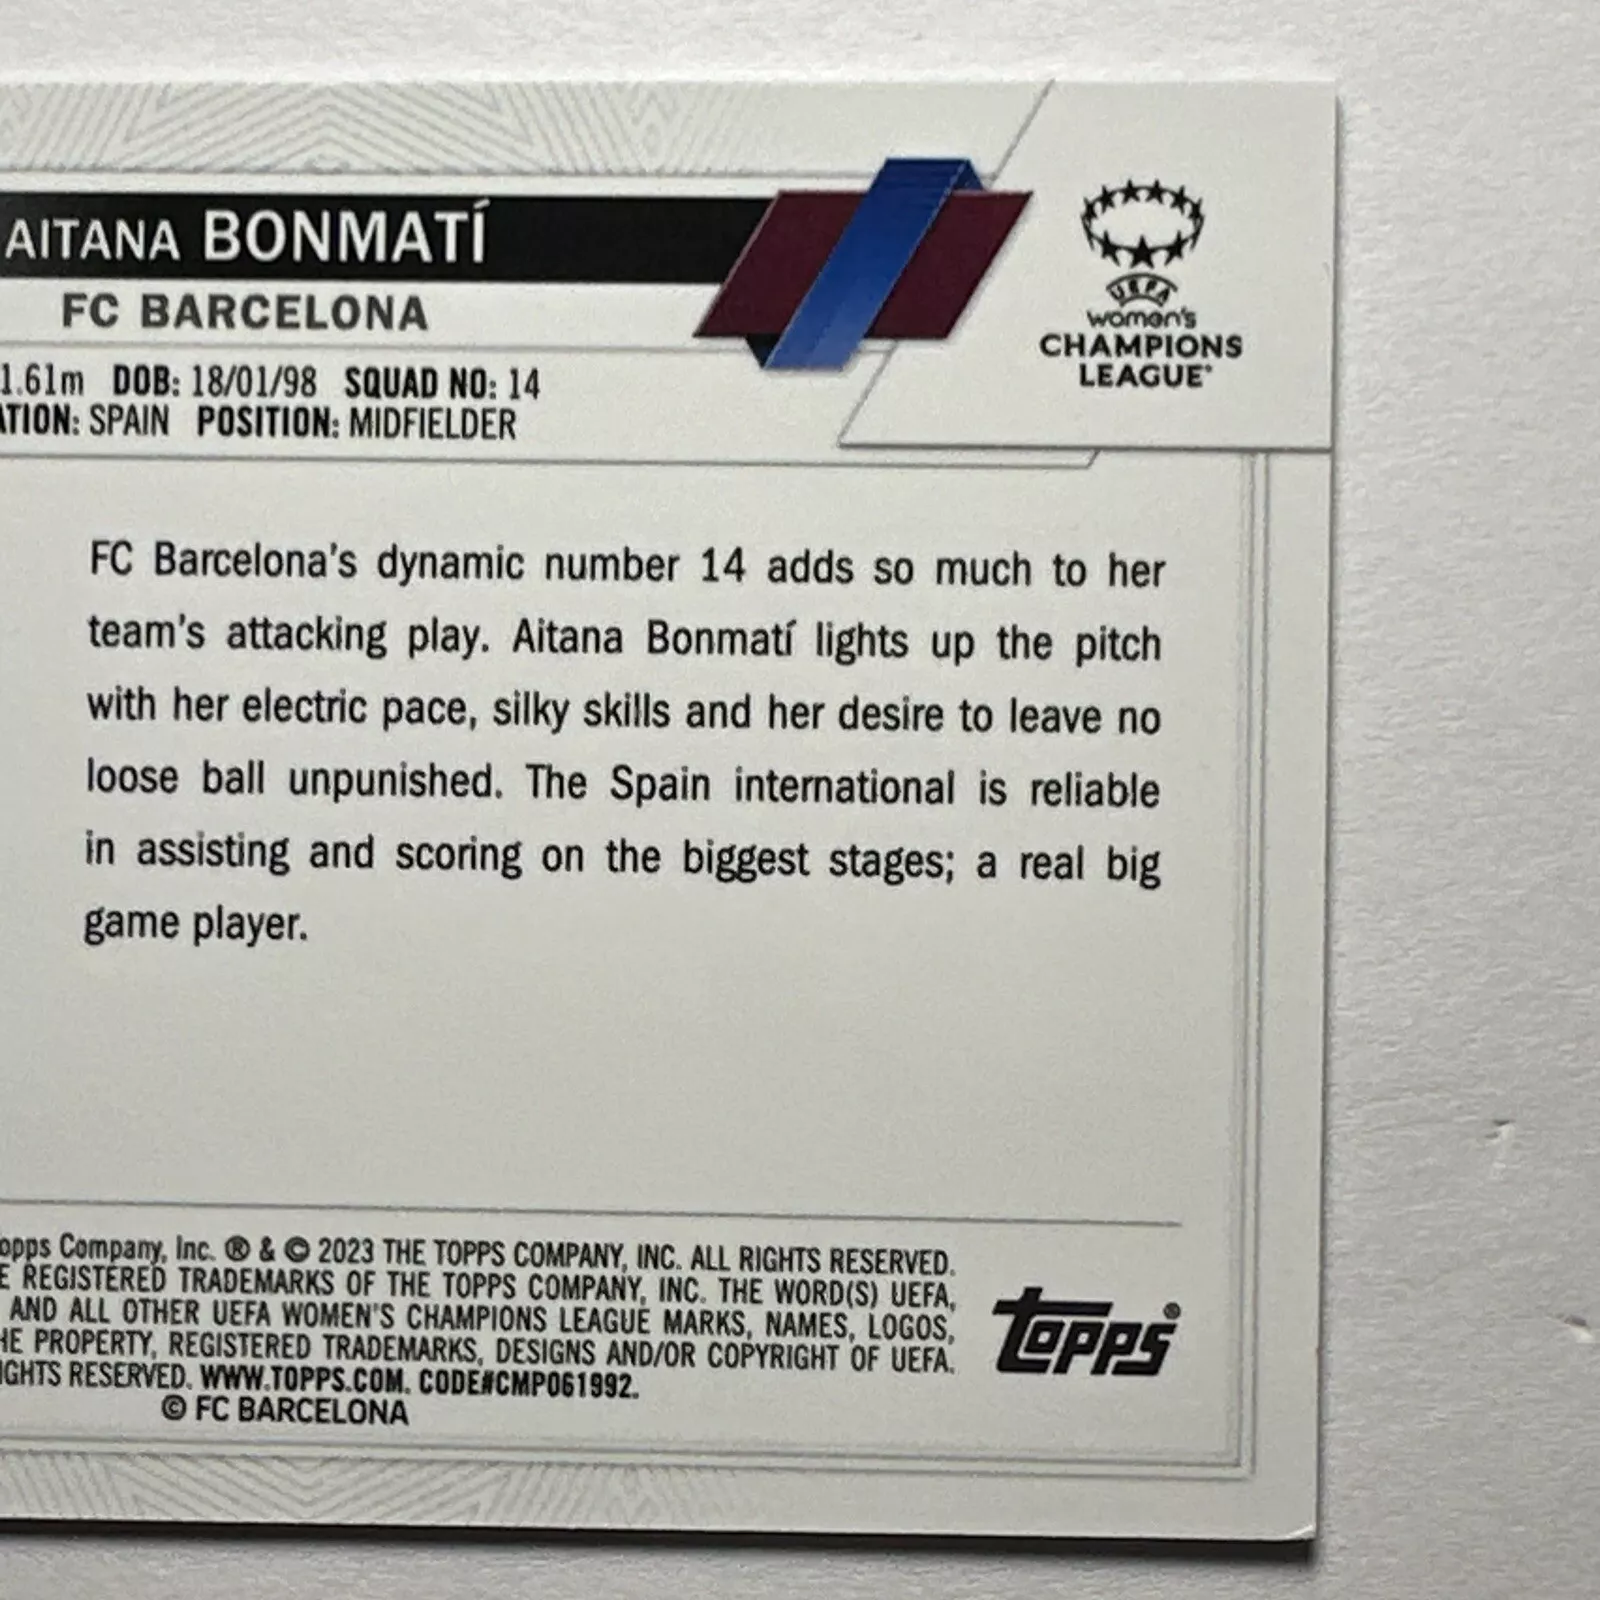 AITANA BONMATÍ
FC BARCELONA
1.61m DOB: 18/01/98 SQUAD NO: 14
SPAIN POSITION: MIDFIELDER
UEFA
women's
CHAMPIONS
LEAGUE
FC Barcelona's dynamic number 14 adds so much to her
team's attacking play. Aitana Bonmatí lights up the pitch
with her electric pace, silky skills and her desire to leave no
loose ball unpunished. The Spain international is reliable
in assisting and scoring on the biggest stages; a real big
game player.
Company, Inc. ® & © 2023 THE TOPPS COMPANY, INC. ALL RIGHTS RESERVED.
REGISTERED TRADEMARKS OF THE TOPPS COMPANY, INC. THE WORD(S) UEFA,
AND ALL OTHER UEFA WOMEN'S CHAMPIONS LEAGUE MARKS, NAMES, LOGOS,
PROPERTY, REGISTERED TRADEMARKS, DESIGNS AND/OR COPYRIGHT OF UEFA.
RESERVED. WWW.TOPPS.COM. CODE#CMP061992.
© FC BARCELONA
topps®